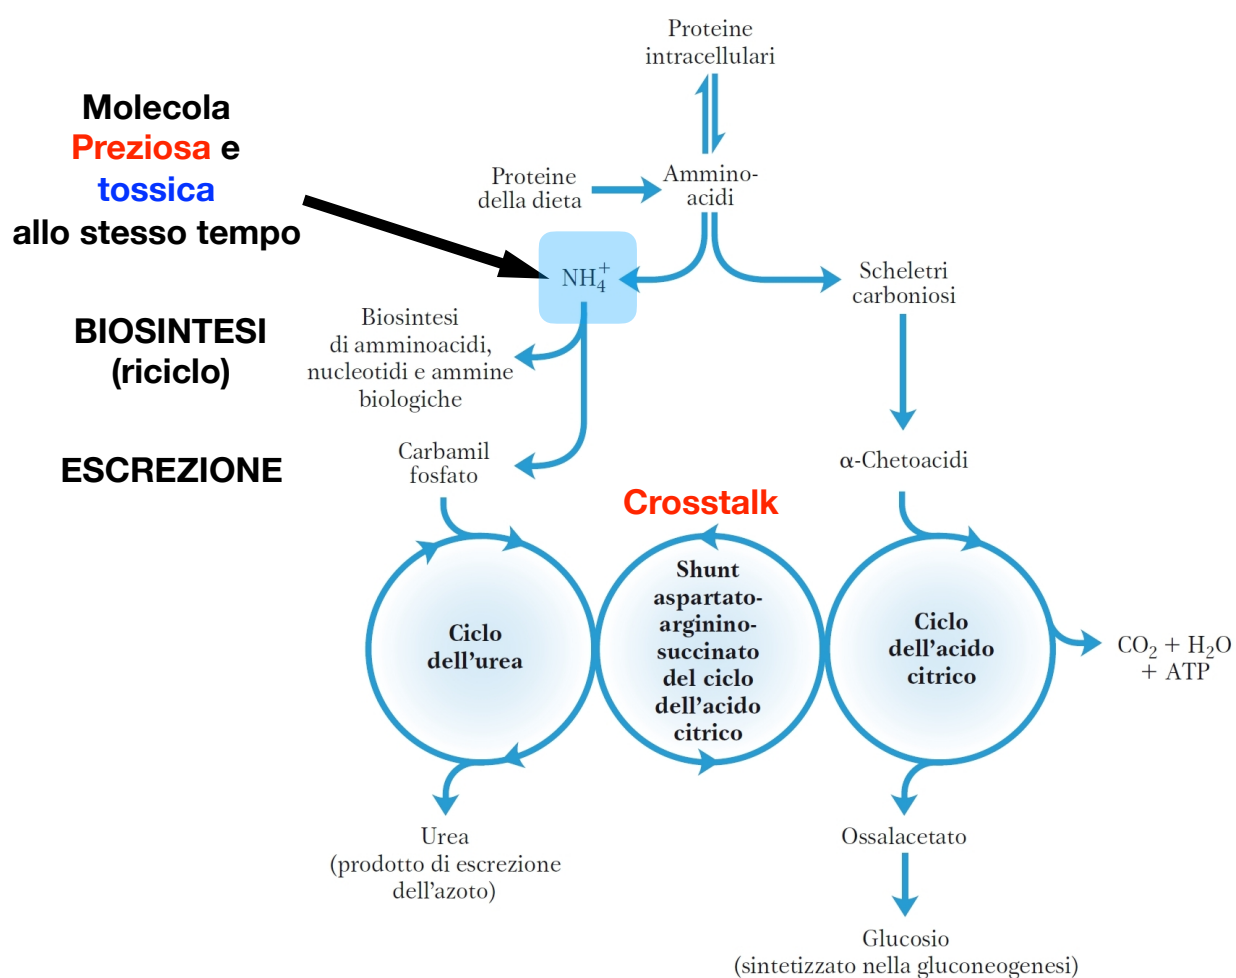 Proteine
intracellulari
Molecola
Preziosa e
tossica
allo stesso tempo
Proteine
della dieta
Ammino-
acidi
NH₄⁺
Scheletri
carboniosi
BIOSINTESI
(riciclo)
Biosintesi
di amminoacidi,
nucleotidi e ammine
biologiche
ESCREZIONE
Carbamil
fosfato
α-Chetoacidi
Crosstalk
Ciclo
dell'urea
Shunt
aspartato-
arginino-
succinato
del ciclo
dell'acido
citrico
Ciclo
dell'acido
citrico
CO₂ + H₂O
+ ATP
Urea
(prodotto di escrezione
dell'azoto)
Ossalacetato
Glucosio
(sintetizzato nella gluconeogenesi)